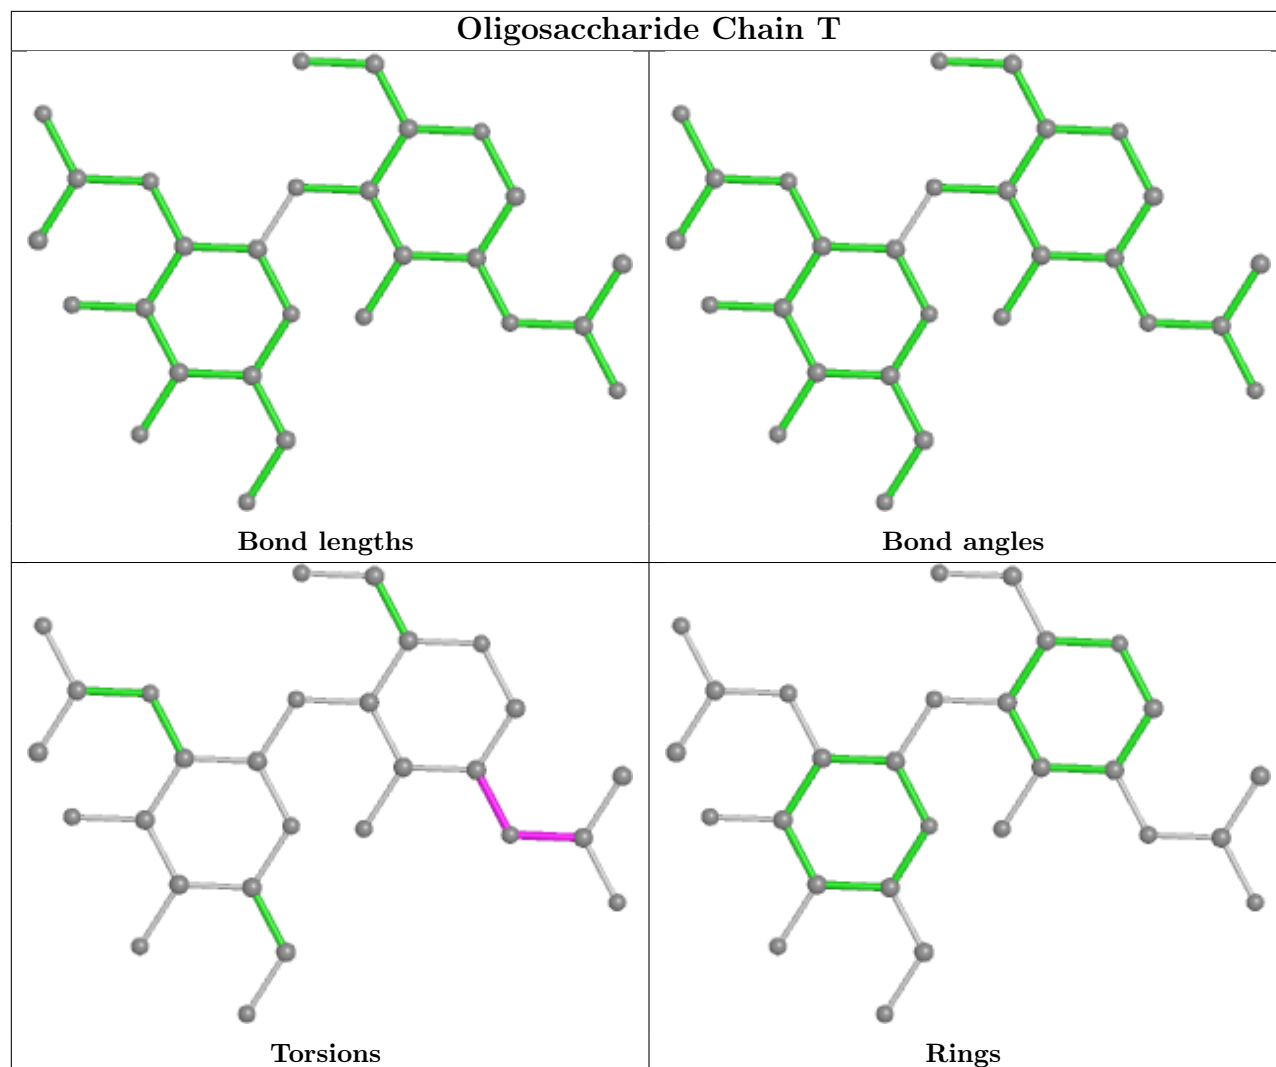 Oligosaccharide Chain T
Bond lengths
Bond angles
Torsions
Rings